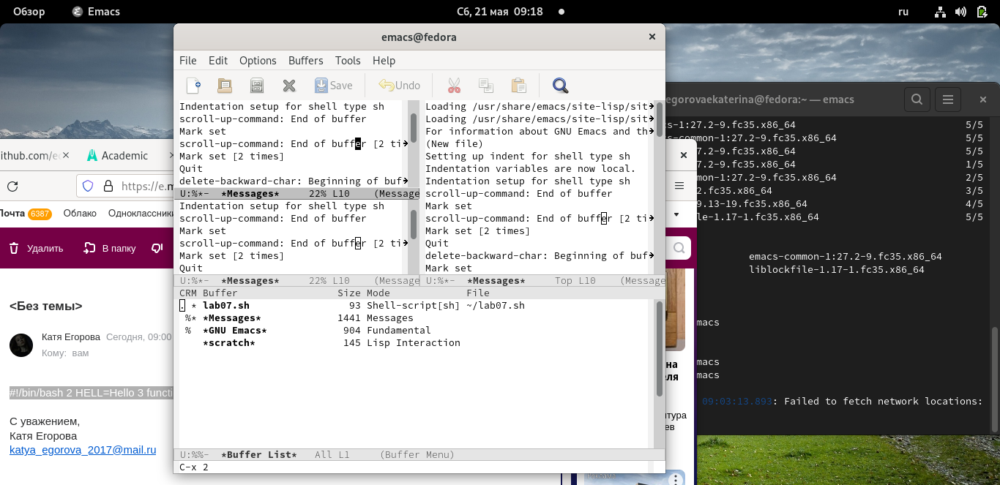 Обзор
Emacs
Сб, 21 мая 09:18
ru
emacs@fedora
File Edit Options Buffers Tools Help
Save
Undo
Indentation setup for shell type sh
scroll-up-command: End of buffer
Mark set
scroll-up-command: End of buffer [2 ti
Mark set [2 times]
Quit
delete-backward-char: Beginning of buf
U:%*- *Messages* 22% L10 (Message
Indentation setup for shell type sh
scroll-up-command: End of buffer
Mark set
scroll-up-command: End of buffer [2 ti
Mark set [2 times]
Quit
U:%*- *Messages* 22% L10 (Message
Loading /usr/share/emacs/site-lisp/sit
Loading /usr/share/emacs/site-lisp/sit
For information about GNU Emacs and th
(New file)
Setting up indent for shell type sh
Indentation variables are now local.
Indentation setup for shell type sh
scroll-up-command: End of buffer
Mark set
scroll-up-command: End of buffer [2 ti
Mark set [2 times]
Quit
delete-backward-char: Beginning of buf
Mark set
U:%*- *Messages* Top L10 (Message
CRM Buffer Size Mode File
. * lab07.sh 93 Shell-script[sh] ~/lab07.sh
%* *Messages* 1441 Messages
% *GNU Emacs* 904 Fundamental
*scratch* 145 Lisp Interaction
U:%%- *Buffer List* All L1 (Buffer Menu)
C-x 2
ithub.com/e
Academic
https://e.m
Почта 6387 Облако Одноклассник
Удалить
В папку
<Без темы>
Катя Егорова Сегодня, 09:00
Кому: вам
#!/bin/bash 2 HELL=Hello 3 functi
С уважением,
Катя Егорова
katya_egorova_2017@mail.ru
на
еля
тура
ев
Реклама
egorovaekaterina@fedora:~ — emacs
s-1:27.2-9.fc35.x86_64 5/5
s-common-1:27.2-9.fc35.x86_64 5/5
7.2-9.fc35.x86_64 5/5
7.2-9.fc35.x86_64 1/5
mon-1:27.2-9.fc35.x86_64 2/5
2.fc35.x86_64 3/5
9.13-19.fc35.x86_64 4/5
le-1.17-1.fc35.x86_64 5/5
emacs-common-1:27.2-9.fc35.x86_64
liblockfile-1.17-1.fc35.x86_64
macs
macs
macs
09:03:13.893: Failed to fetch network locations: